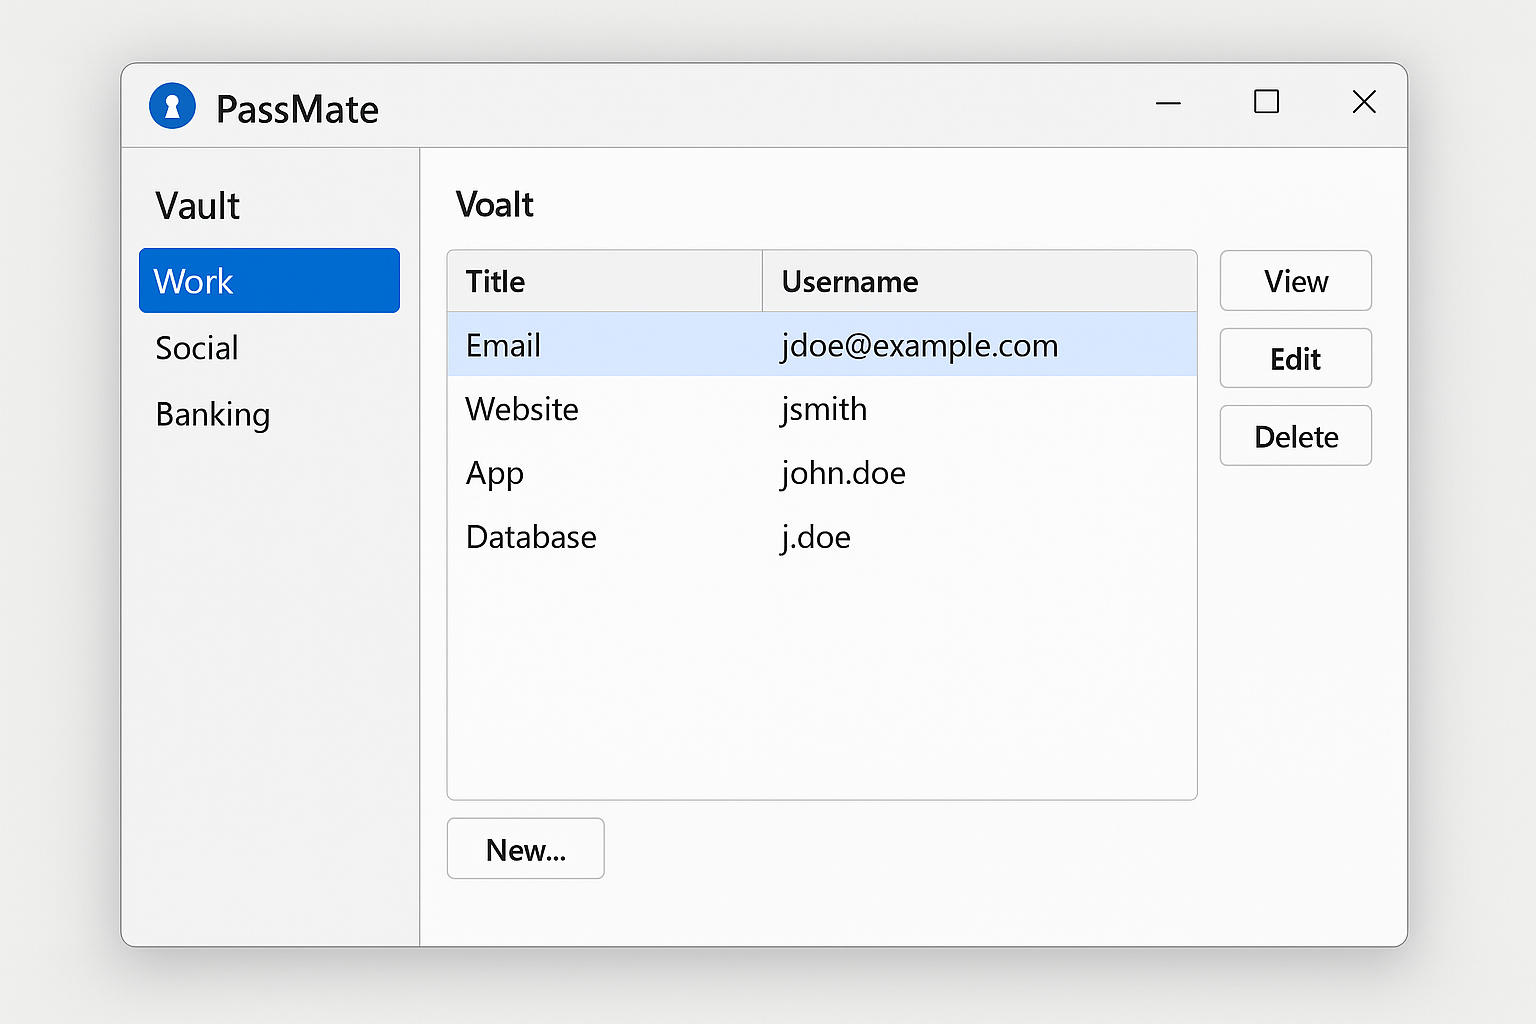 PassMate
Vault
Work
Social
Banking
Voalt
Title Username
Email jdoe@example.com
Website jsmith
App john.doe
Database j.doe
View
Edit
Delete
New...